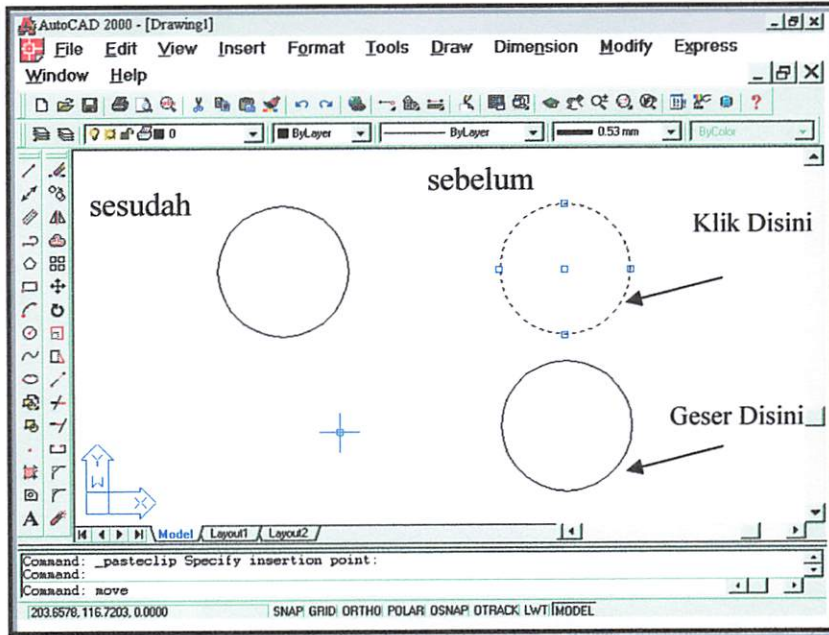 AutoCAD 2000 - [Drawing1]
File Edit View Insert Format Tools Draw Dimension Modify Express
Window Help
0 ByLayer ByLayer 0.53 mm ByColor
sesudah
sebelum
Klik Disini
Geser Disini
Y
W
X
A
Model Layout1 Layout2
Command: _pasteclip Specify insertion point:
Command:
Command: move
203.6578, 116.7203, 0.0000 SNAP GRID ORTHO POLAR OSNAP OTRACK LWT MODEL